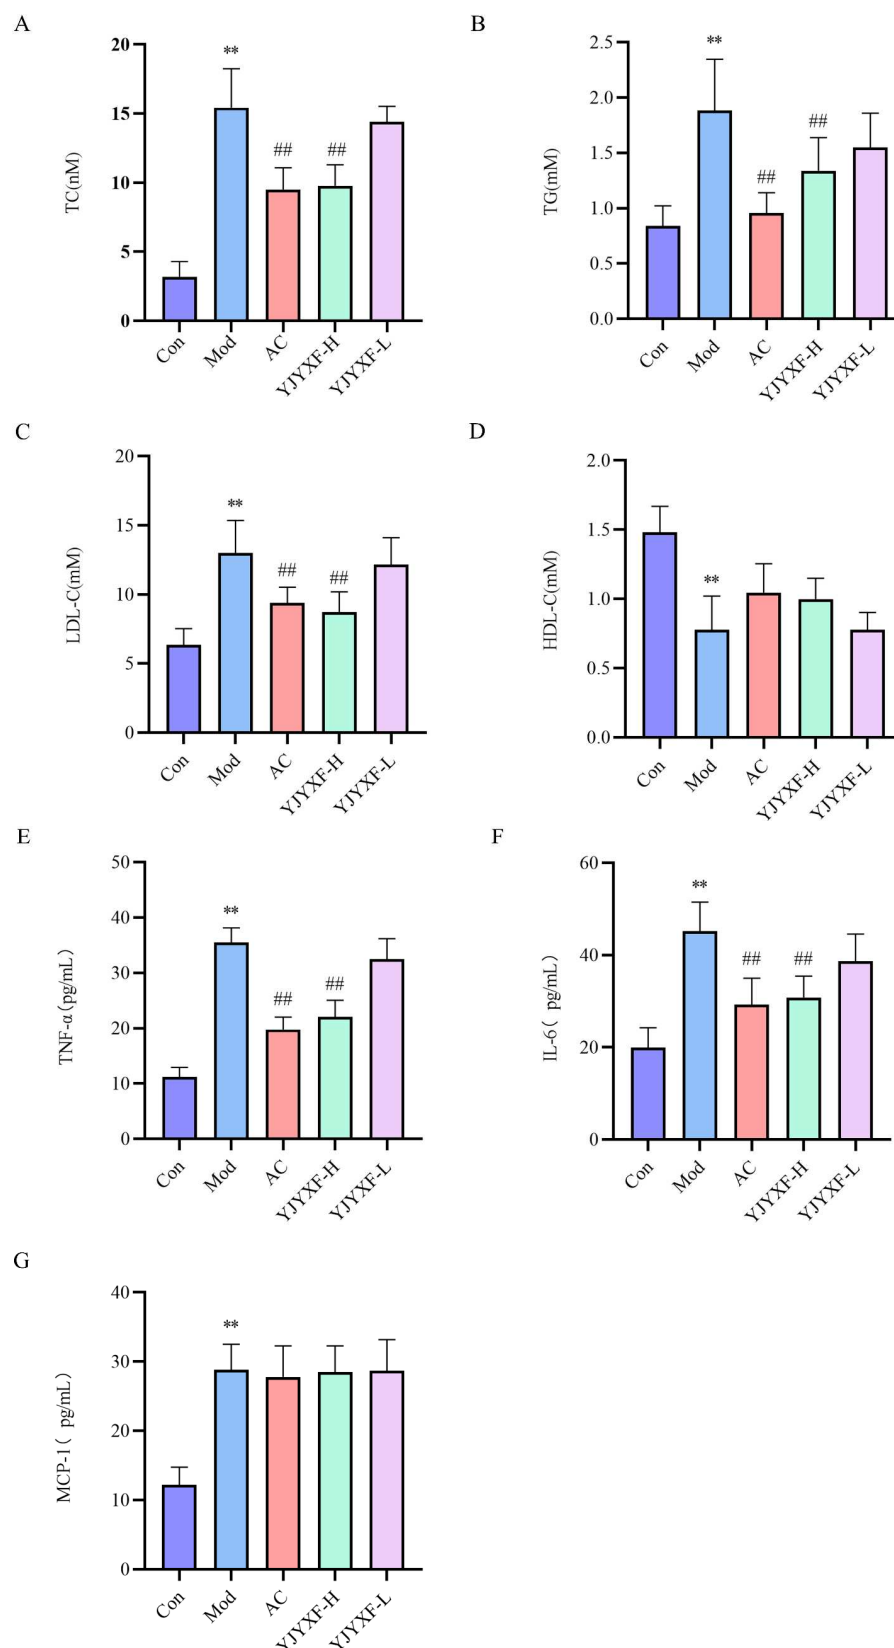 A
TC(nM)
20
15
10
5
0
**
##
##
Con
Mod
AC
YJYXF-H
YJYXF-L
B
TG(mM)
2.5
2.0
1.5
1.0
0.5
0.0
**
##
##
Con
Mod
AC
YJYXF-H
YJYXF-L
C
LDL-C(mM)
20
15
10
5
0
**
##
##
Con
Mod
AC
YJYXF-H
YJYXF-L
D
HDL-C(mM)
2.0
1.5
1.0
0.5
0.0
**
Con
Mod
AC
YJYXF-H
YJYXF-L
E
TNF-α(pg/mL)
50
40
30
20
10
0
**
##
##
Con
Mod
AC
YJYXF-H
YJYXF-L
F
IL-6( pg/mL)
60
40
20
0
**
##
##
Con
Mod
AC
YJYXF-H
YJYXF-L
G
MCP-1( pg/mL)
40
30
20
10
0
**
Con
Mod
AC
YJYXF-H
YJYXF-L